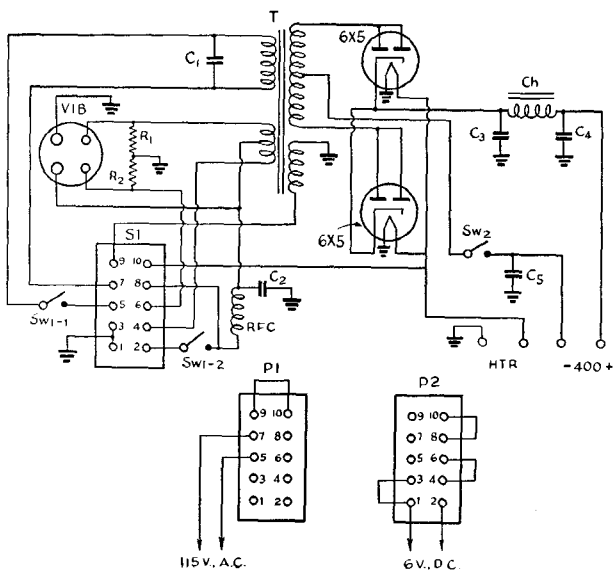 T
6X5
C1
Ch
VIB
R1
R2
C3
C4
6X5
S1
Sw2
C2
C5
9 10
7 8
5 6
3 4
1 2
Sw1-1
RFC
Sw1-2
HTR
-400+
P1
P2
9 10
7 8
5 6
3 4
1 2
9 10
7 8
5 6
3 4
1 2
115V., A.C.
6V., D.C.